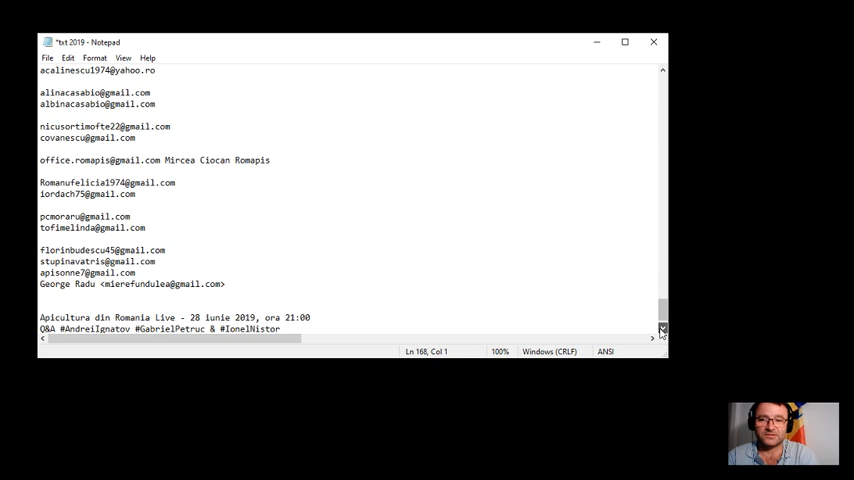 *txt 2019 - Notepad
File Edit Format View Help
acalinescu1974@yahoo.ro
alinacasabio@gmail.com
albinacasabio@gmail.com
nicusortimofte22@gmail.com
covanescu@gmail.com
office.romapis@gmail.com Mircea Ciocan Romapis
Romanufelicia1974@gmail.com
iordach75@gmail.com
pcmoraru@gmail.com
tofimelinda@gmail.com
florinbudescu45@gmail.com
stupinavatris@gmail.com
apisonne7@gmail.com
George Radu <mierefundulea@gmail.com>
Apicultura din Romania Live - 28 iunie 2019, ora 21:00
Q&A #AndreiIgnatov #GabrielPetruc & #IonelNistor
Ln 168, Col 1 100% Windows (CRLF) ANSI